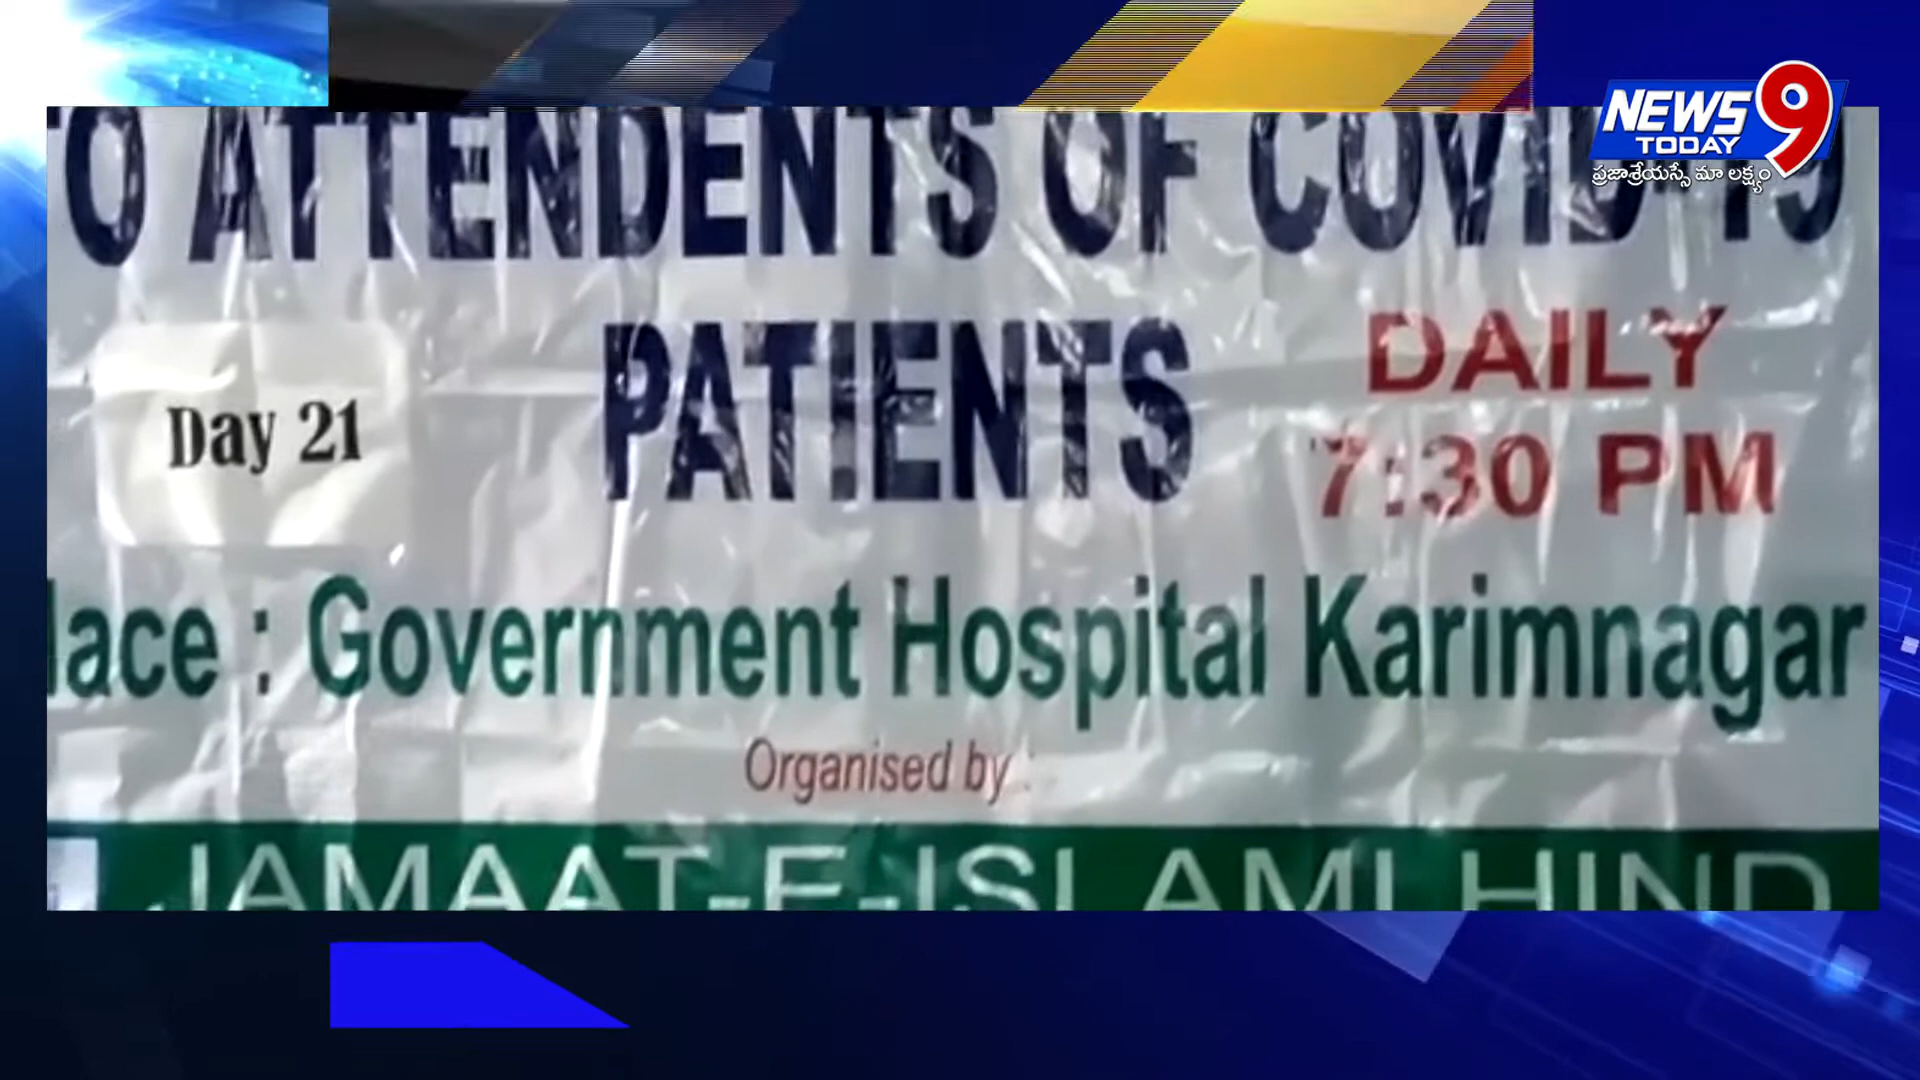 NEWS 9
TODAY
ప్రజాశ్రేయస్సే మా లక్ష్యం
TO ATTENDENTS OF COVID-19
PATIENTS
DAILY
7:30 PM
Day 21
lace : Government Hospital Karimnagar
Organised by :
JAMAAT-E-ISLAMI HIND